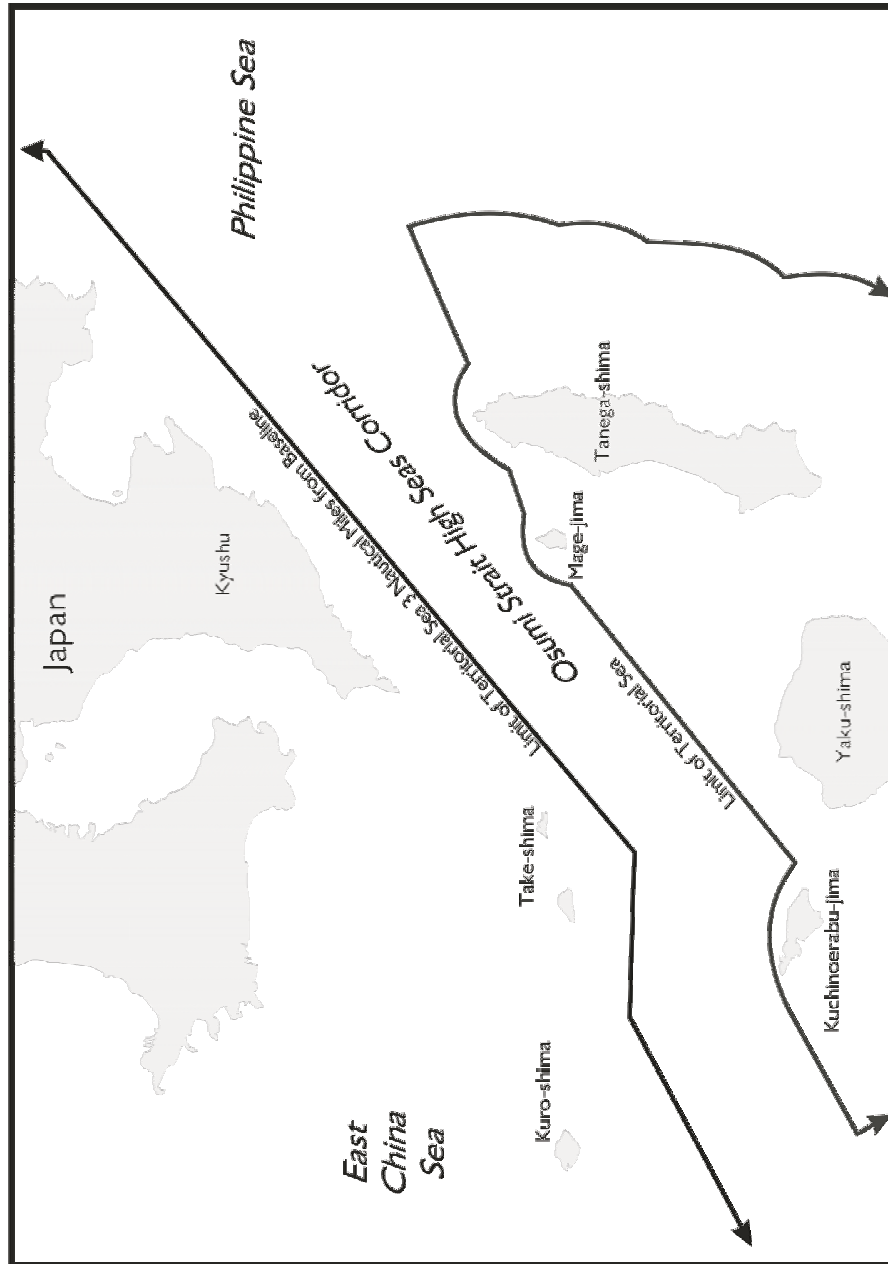 Japan
Kyushu
Philippine Sea
Limit of Territorial Sea 3 Nautical Miles from Baseline
Osumi Strait High Seas Corridor
Limit of Territorial Sea
East
China
Sea
Kuro-shima
Take-shima
Mage-jima
Tanega-shima
Kuchinoerabu-jima
Yaku-shima